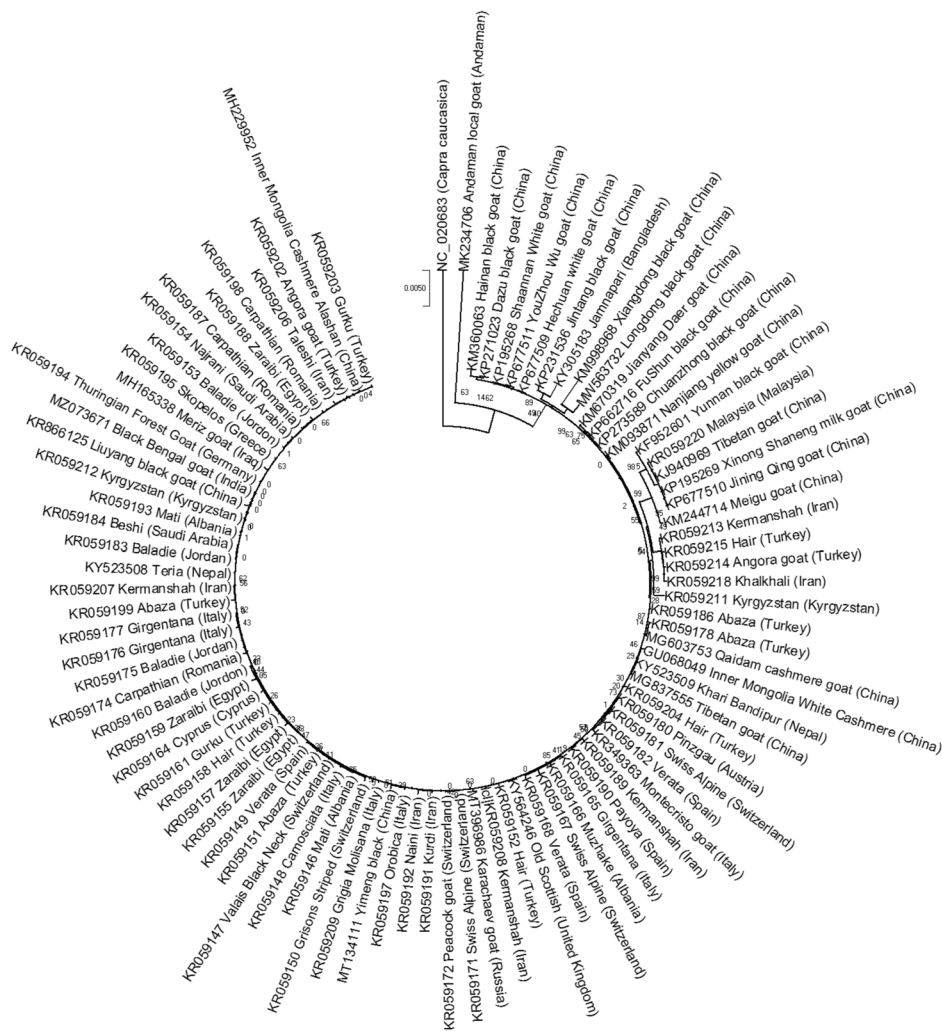 NC_020683 (Capra caucasica)
MK234706 Andaman local goat (Andaman)
KM360063 Hainan black goat (China)
KP271023 Dazu black goat (China)
KP195268 Shaannan White goat (China)
KP677511 YouZhou Wu goat (China)
KP677509 Hechuan white goat (China)
KP231536 Jintang black goat (China)
KY305183 Jamnapari (Bangladesh)
KM998968 Xiangdong black goat (China)
MW563732 Longdong black goat (China)
KM670319 Jianyang Daer goat (China)
KP662716 FuShun black goat (China)
KP273589 Chuanzhong black goat (China)
KM093871 Nanjiang yellow goat (China)
KF952601 Yunnan black goat (China)
KR059220 Malaysia (Malaysia)
KJ940969 Tibetan goat (China)
KP195269 Xinong Shaneng milk goat (China)
KP677510 Jining Qing goat (China)
KM244714 Meigu goat (China)
KR059213 Kermanshah (Iran)
KR059215 Hair (Turkey)
KR059214 Angora goat (Turkey)
KR059218 Khalkhali (Iran)
KR059211 Kyrgyzstan (Kyrgyzstan)
KR059186 Abaza (Turkey)
KR059178 Abaza (Turkey)
MG603753 Qaidam cashmere goat (China)
GU068049 Inner Mongolia White Cashmere (China)
KY523509 Khari Bandipur (Nepal)
MG837555 Tibetan goat (China)
KR059204 Hair (Turkey)
KR059180 Pinzgau (Austria)
KR059181 Swiss Alpine (Switzerland)
KR059182 Verata (Spain)
KR349363 Montecristo goat (Italy)
KR059189 Kermanshah (Iran)
KR059190 Payoya (Spain)
KR059165 Girgentana (Italy)
KR059166 Muzhake (Albania)
KR059167 Swiss Alpine (Switzerland)
KR059168 Verata (Spain)
KY564246 Old Scottish (United Kingdom)
KR059152 Hair (Turkey)
KR059208 Kermanshah (Iran)
Karachaev goat (Russia)
KR059171 Swiss Alpine (Switzerland)
KR059172 Peacock goat (Switzerland)
KR059191 Kurdi (Iran)
KR059192 Naini (Iran)
KR059197 Orobica (Italy)
MT134111 Yimeng black (China)
KR059209 Grigia Molisana (Italy)
KR059150 Grisons Striped (Switzerland)
KR059146 Mati (Albania)
KR059148 Camosciata (Italy)
KR059147 Valais Black Neck (Switzerland)
KR059151 Abaza (Turkey)
KR059149 Verata (Spain)
KR059155 Zaraibi (Egypt)
KR059157 Zaraibi (Egypt)
KR059158 Hair (Turkey)
KR059161 Gurku (Turkey)
KR059164 Cyprus (Cyprus)
KR059159 Zaraibi (Egypt)
KR059160 Baladie (Jordon)
KR059174 Carpathian (Romania)
KR059175 Baladie (Jordan)
KR059176 Girgentana (Italy)
KR059177 Girgentana (Italy)
KR059199 Abaza (Turkey)
KR059207 Kermanshah (Iran)
KY523508 Teria (Nepal)
KR059183 Baladie (Jordan)
KR059184 Beshi (Saudi Arabia)
KR059193 Mati (Albania)
KR059212 Kyrgyzstan (Kyrgyzstan)
KR866125 Liuyang black goat (China)
MZ073671 Black Bengal goat (India)
KR059194 Thuringian Forest Goat (Germany)
MH165338 Meriz goat (Iraq)
KR059195 Skopelos (Greece)
KR059153 Baladie (Jordon)
KR059154 Najrani (Saudi Arabia)
KR059187 Carpathian (Romania)
KR059188 Zaraibi (Egypt)
KR059198 Carpathian (Romania)
KR059206 Taleshi (Iran)
KR059202 Angora goat (Turkey)
MH229952 Inner Mongolia Cashmere Alashan (China)
KR059203 Gurku (Turkey)
0.0050